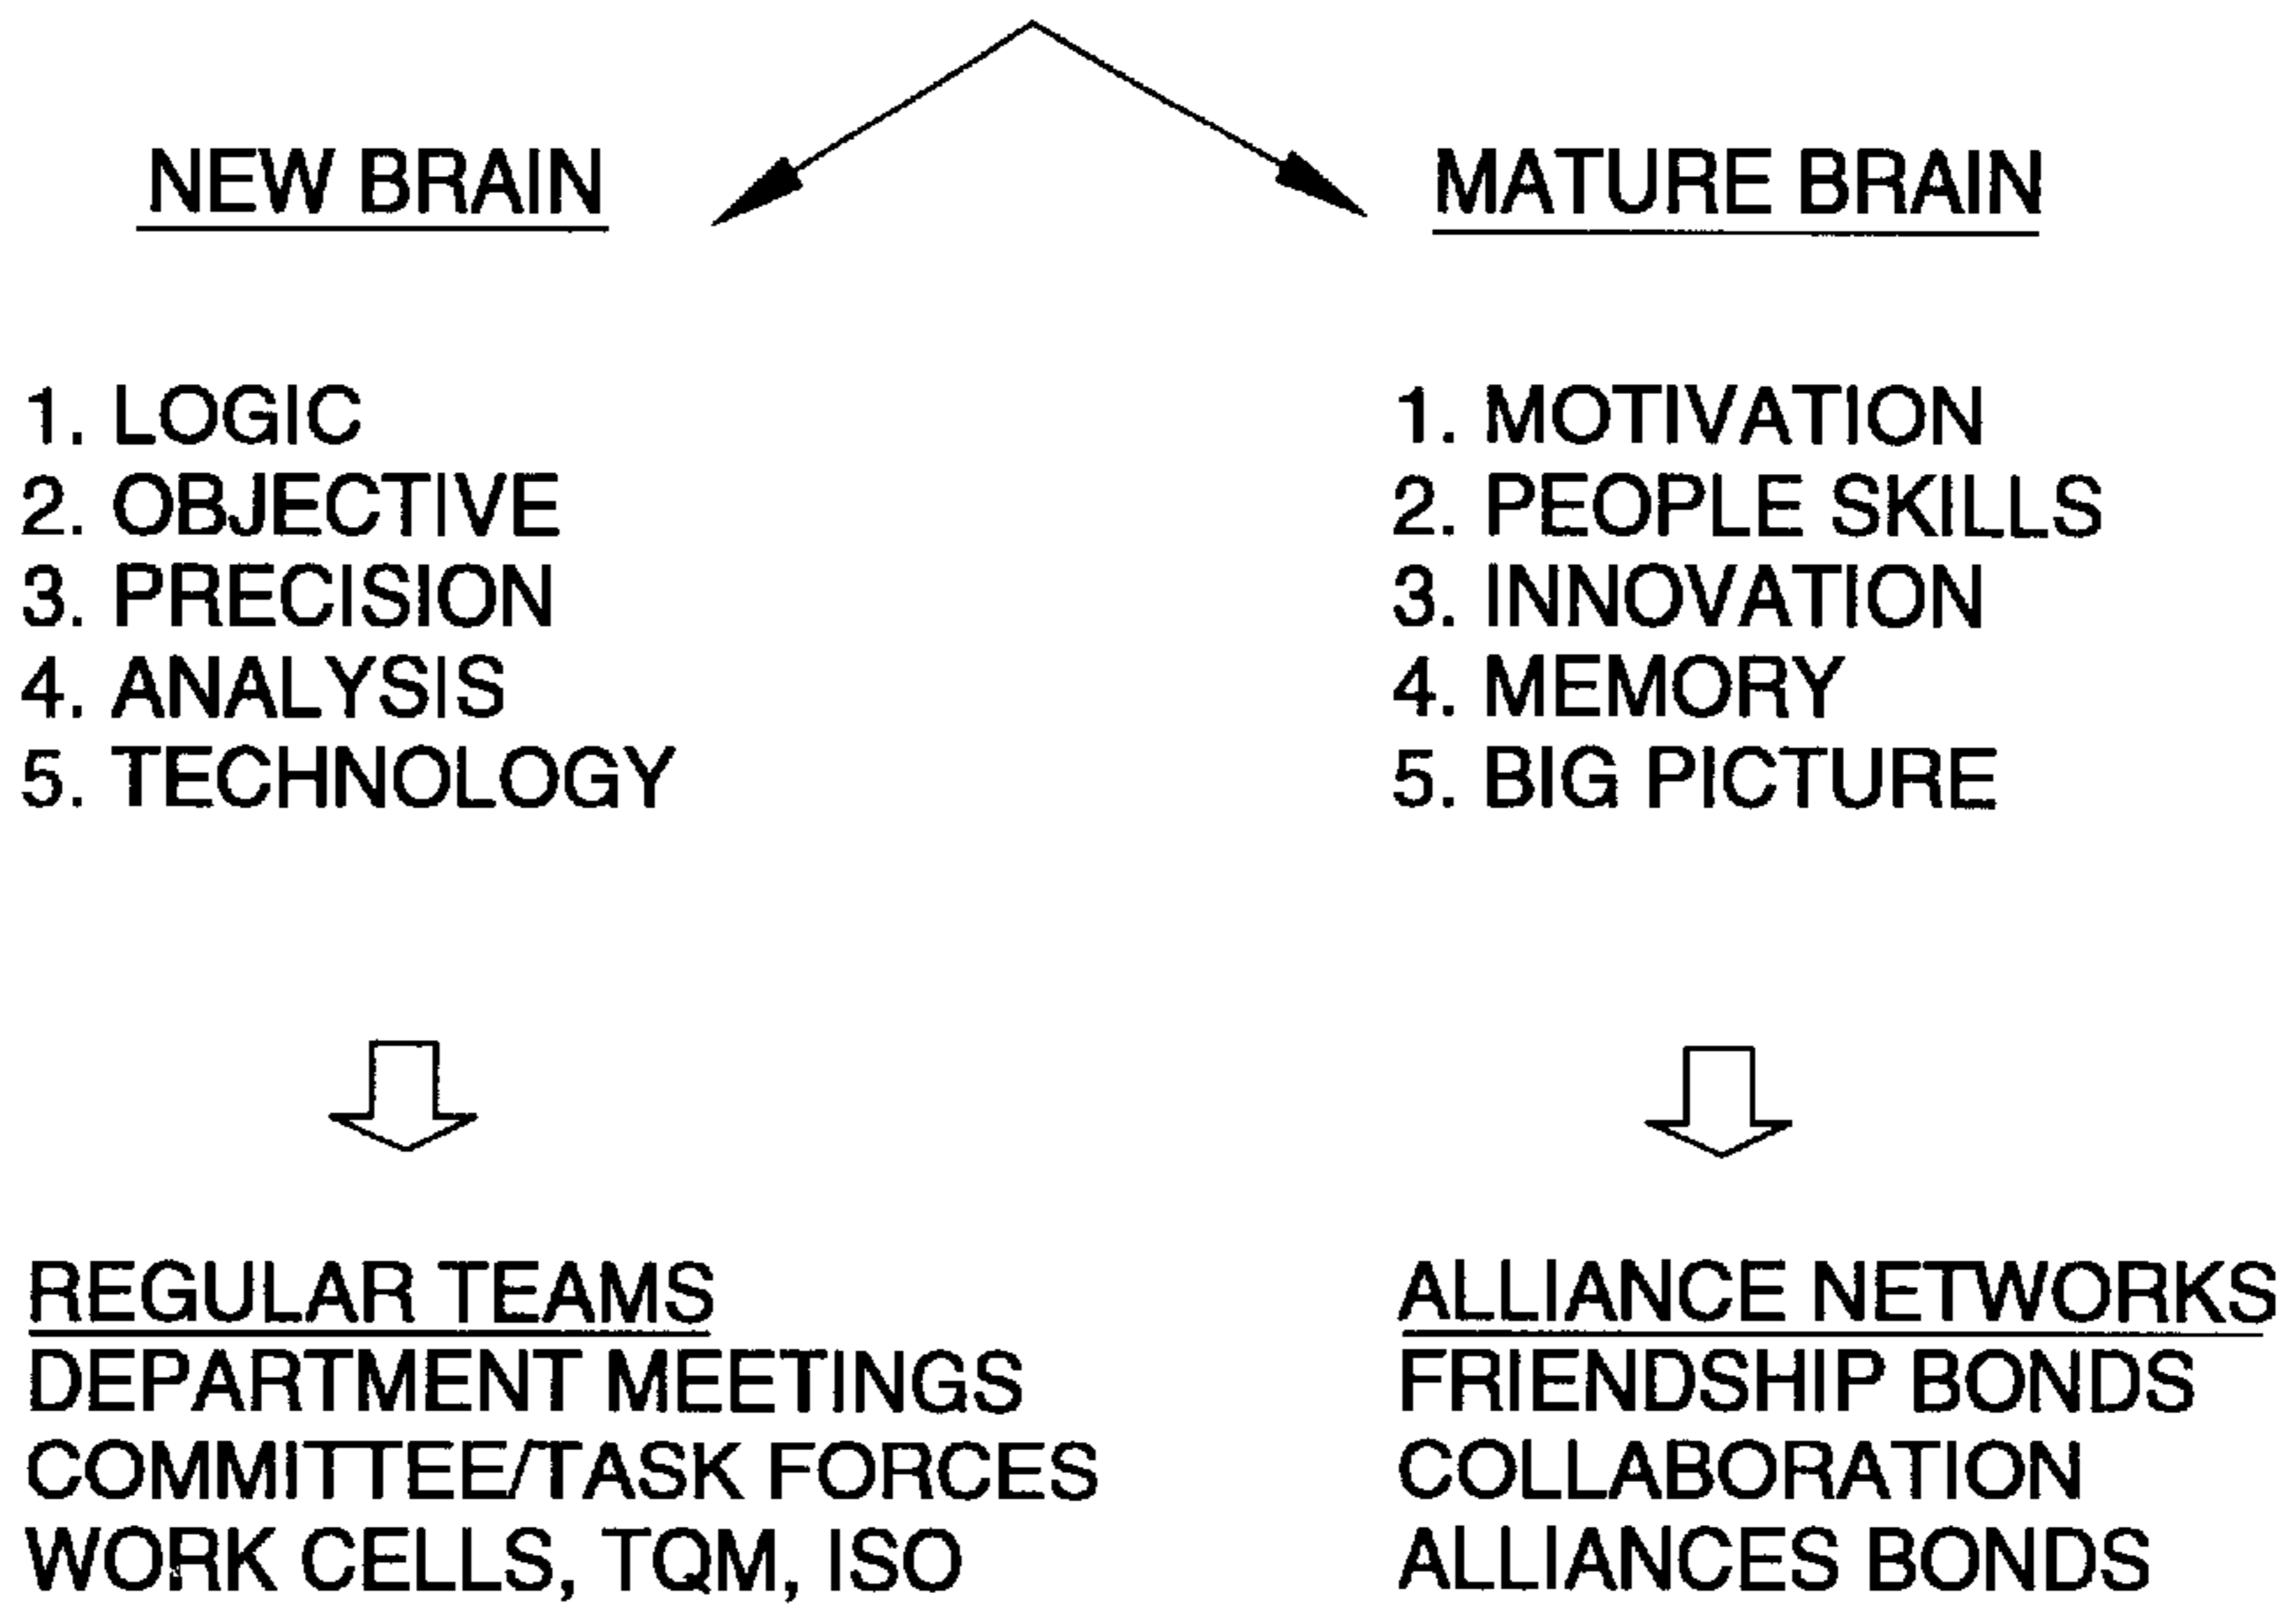 NEW BRAIN
1. LOGIC
2. OBJECTIVE
3. PRECISION
4. ANALYSIS
5. TECHNOLOGY
REGULAR TEAMS
DEPARTMENT MEETINGS
COMMITTEE/TASK FORCES
WORK CELLS, TQM, ISO
MATURE BRAIN
1. MOTIVATION
2. PEOPLE SKILLS
3. INNOVATION
4. MEMORY
5. BIG PICTURE
ALLIANCE NETWORKS
FRIENDSHIP BONDS
COLLABORATION
ALLIANCES BONDS